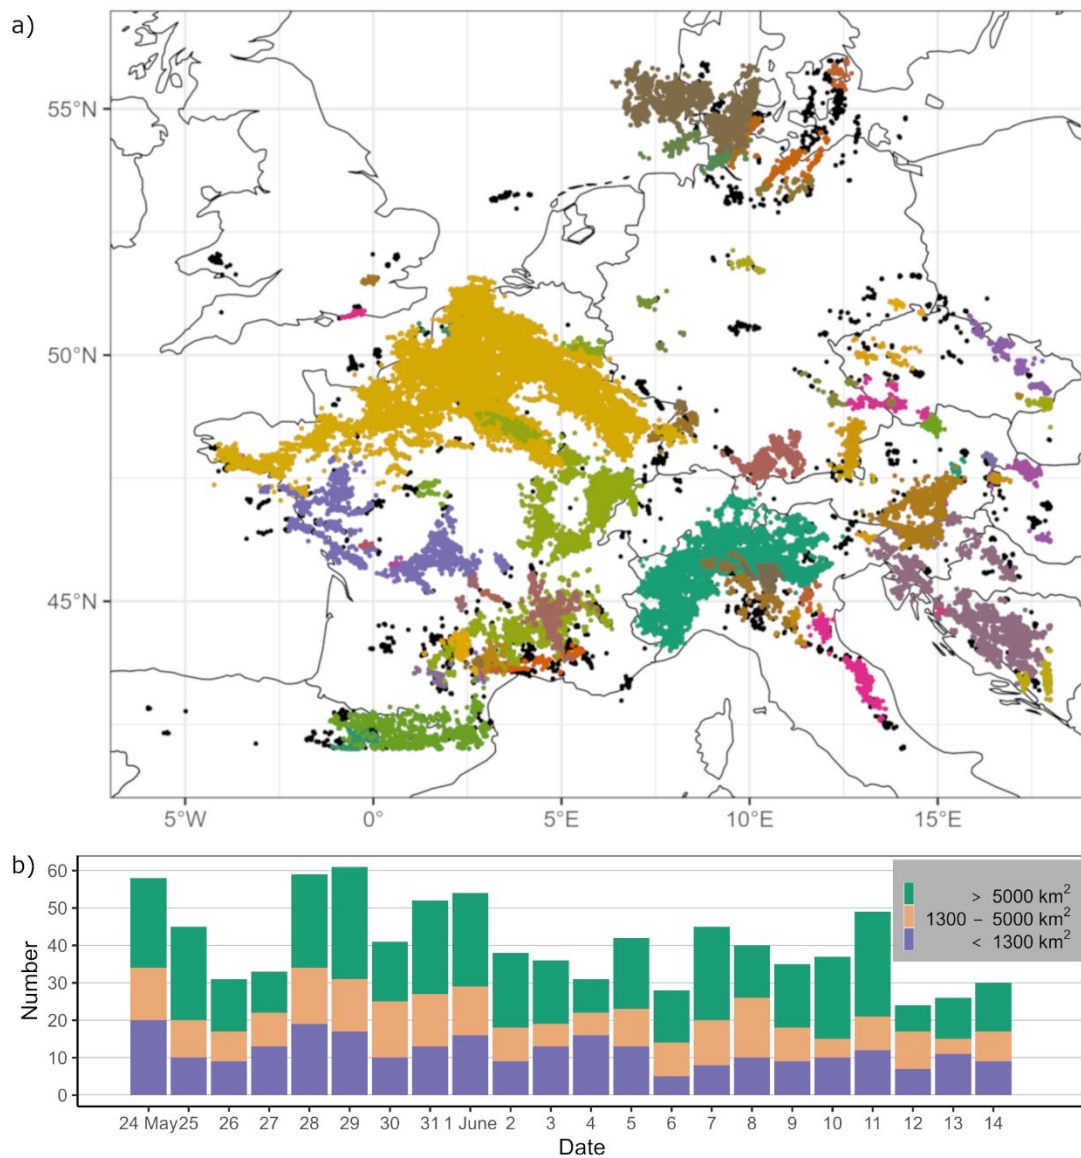 a)
55°N
50°N
45°N
5°W 0° 5°E 10°E 15°E
b)
60
50
40
30
20
10
0
Number
> 5000 km²
1300 – 5000 km²
< 1300 km²
24 May 25 26 27 28 29 30 31 1 June 2 3 4 5 6 7 8 9 10 11 12 13 14
Date